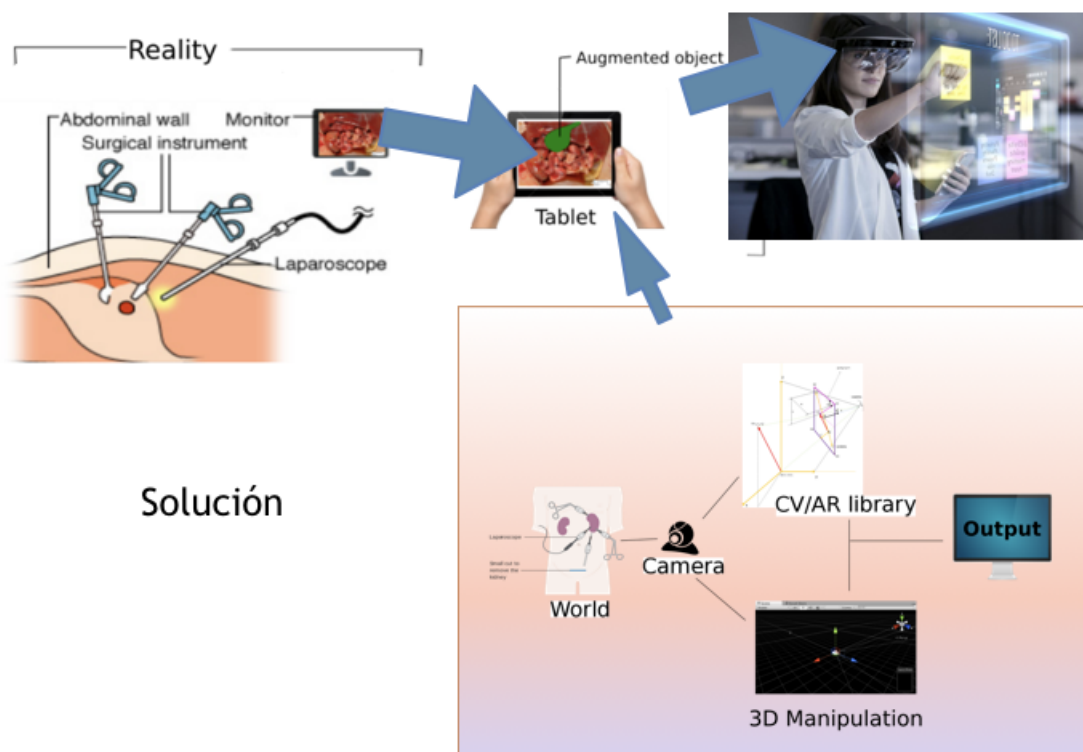 Reality
Abdominal wall
Surgical instrument
Monitor
Laparoscope
Augmented object
Tablet
Solución
Laparoscope
Small cut to
remove the
kidney
World
Camera
CV/AR library
Output
3D Manipulation